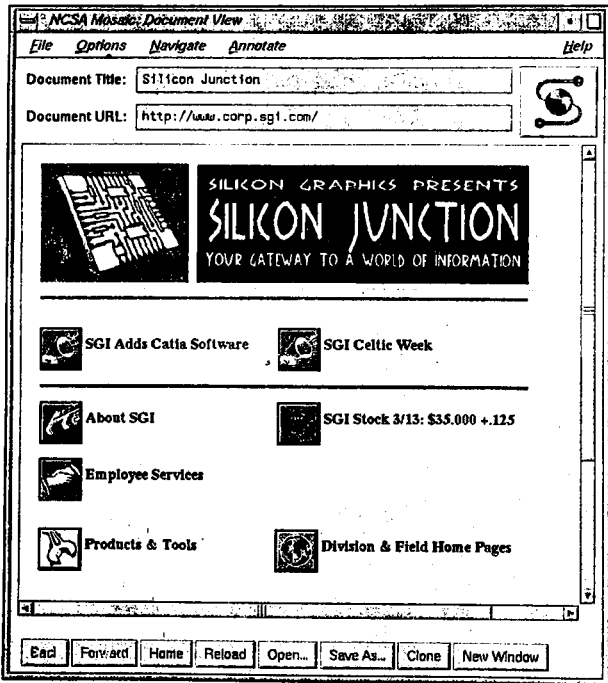 NCSA Mosaic: Document View
File Options Navigate Annotate Help
Document Title: Silicon Junction
Document URL: http://www.corp.sgi.com/
SILICON GRAPHICS PRESENTS
SILICON JUNCTION
YOUR GATEWAY TO A WORLD OF INFORMATION
SGI Adds Catia Software SGI Celtic Week
About SGI SGI Stock 3/13: $35.000 +.125
Employee Services
Products & Tools Division & Field Home Pages
Back Forward Home Reload Open... Save As... Clone New Window